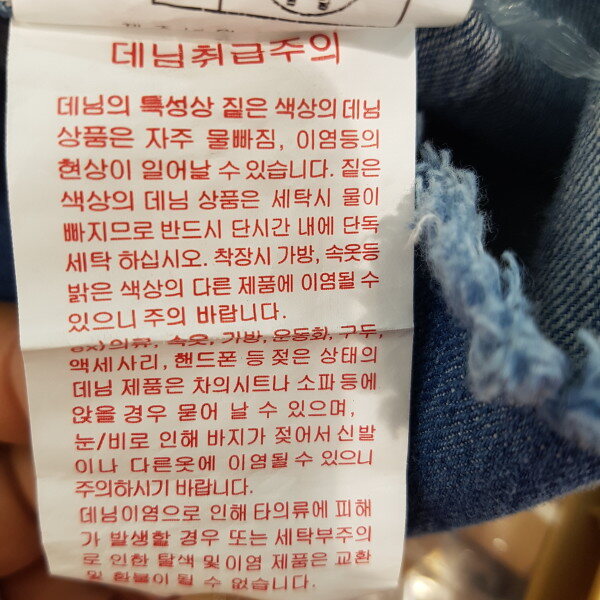 데님취급주의
데님의 특성상 짙은 색상의 데님
상품은 자주 물빠짐, 이염등의
현상이 일어날 수 있습니다. 짙은
색상의 데님 상품은 세탁시 물이
빠지므로 반드시 단시간 내에 단독
세탁 하십시오. 착장시 가방, 속옷등
밝은 색상의 다른 제품에 이염될 수
있으니 주의 바랍니다.
예)의류, 속옷, 가방, 운동화, 구두,
액세사리, 핸드폰 등 젖은 상태의
데님 제품은 차의시트나 소파 등에
앉을 경우 묻어 날 수 있으며,
눈/비로 인해 바지가 젖어서 신발
이나 다른옷에 이염될 수 있으니
주의하시기 바랍니다.
데님이염으로 인해 타의류에 피해
가 발생할 경우 또는 세탁부주의
로 인한 탈색 및 이염 제품은 교환
및 환불이 될 수 없습니다.